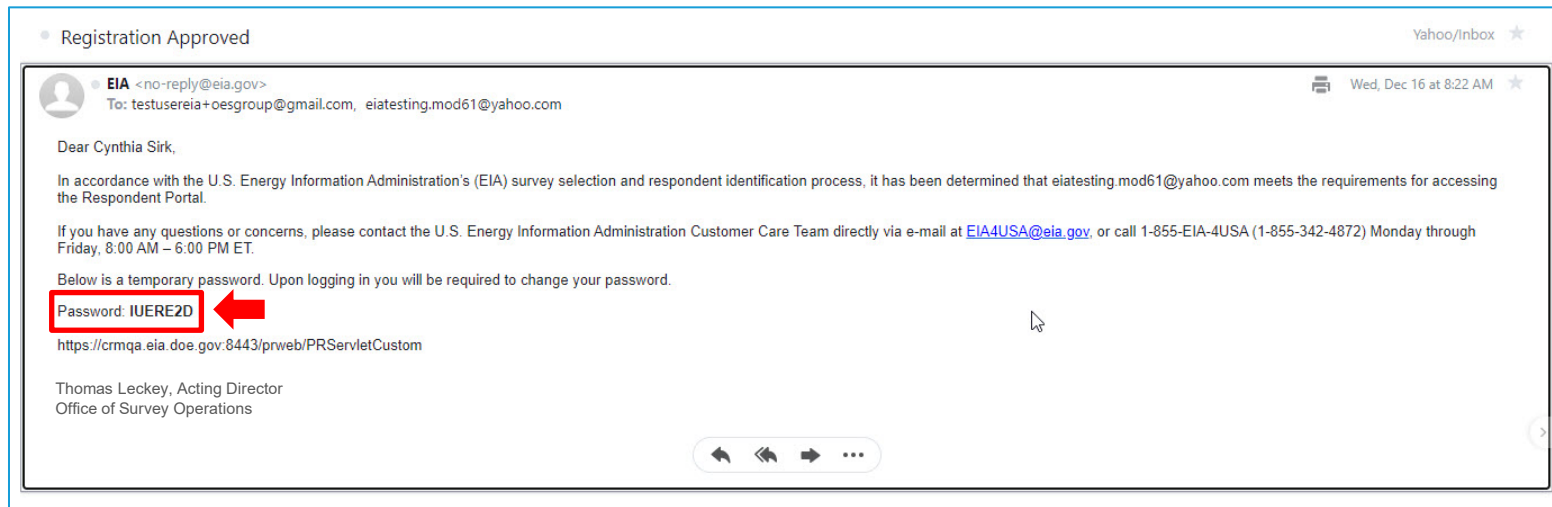 Registration Approved
Yahoo/Inbox
EIA <no-reply@eia.gov>
Wed, Dec 16 at 8:22 AM
To: testusereia+oesgroup@gmail.com, eiatesting.mod61@yahoo.com
Dear Cynthia Sirk,
In accordance with the U.S. Energy Information Administration's (EIA) survey selection and respondent identification process, it has been determined that eiatesting.mod61@yahoo.com meets the requirements for accessing
the Respondent Portal.
If you have any questions or concerns, please contact the U.S. Energy Information Administration Customer Care Team directly via e-mail at EIA4USA@eia.gov, or call 1-855-EIA-4USA (1-855-342-4872) Monday through
Friday, 8:00 AM – 6:00 PM ET.
Below is a temporary password. Upon logging in you will be required to change your password.
Password: IUERE2D
https://crmqa.eia.doe.gov:8443/prweb/PRServletCustom
Thomas Leckey, Acting Director
Office of Survey Operations